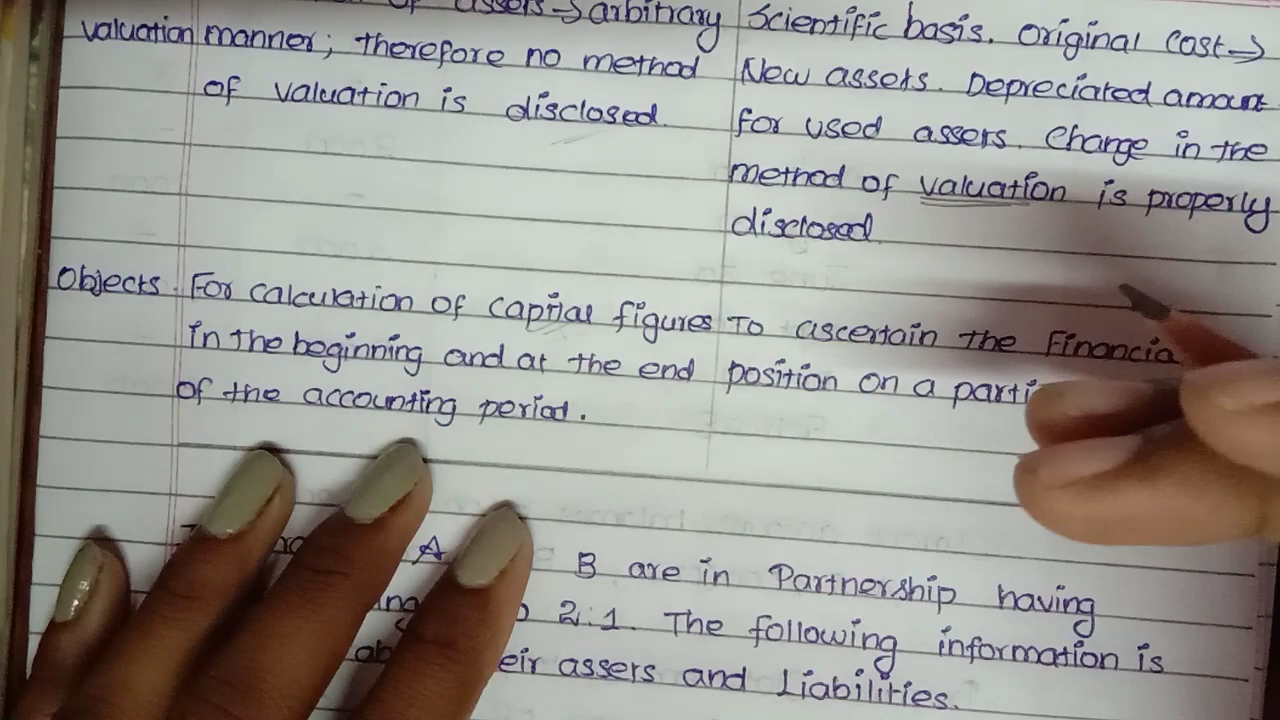 of assets → arbitrary
valuation manner; therefore no method
of valuation is disclosed
Scientific basis. Original cost →
New assets. Depreciated amount
for used assets. Change in the
method of valuation is properly
disclosed
Objects. For calculation of capital figures
in the beginning and at the end
of the accounting period.
To ascertain the Financia
position on a parti
A B are in Partnership having
2:1. The following information is
eir assets and Liabilities.